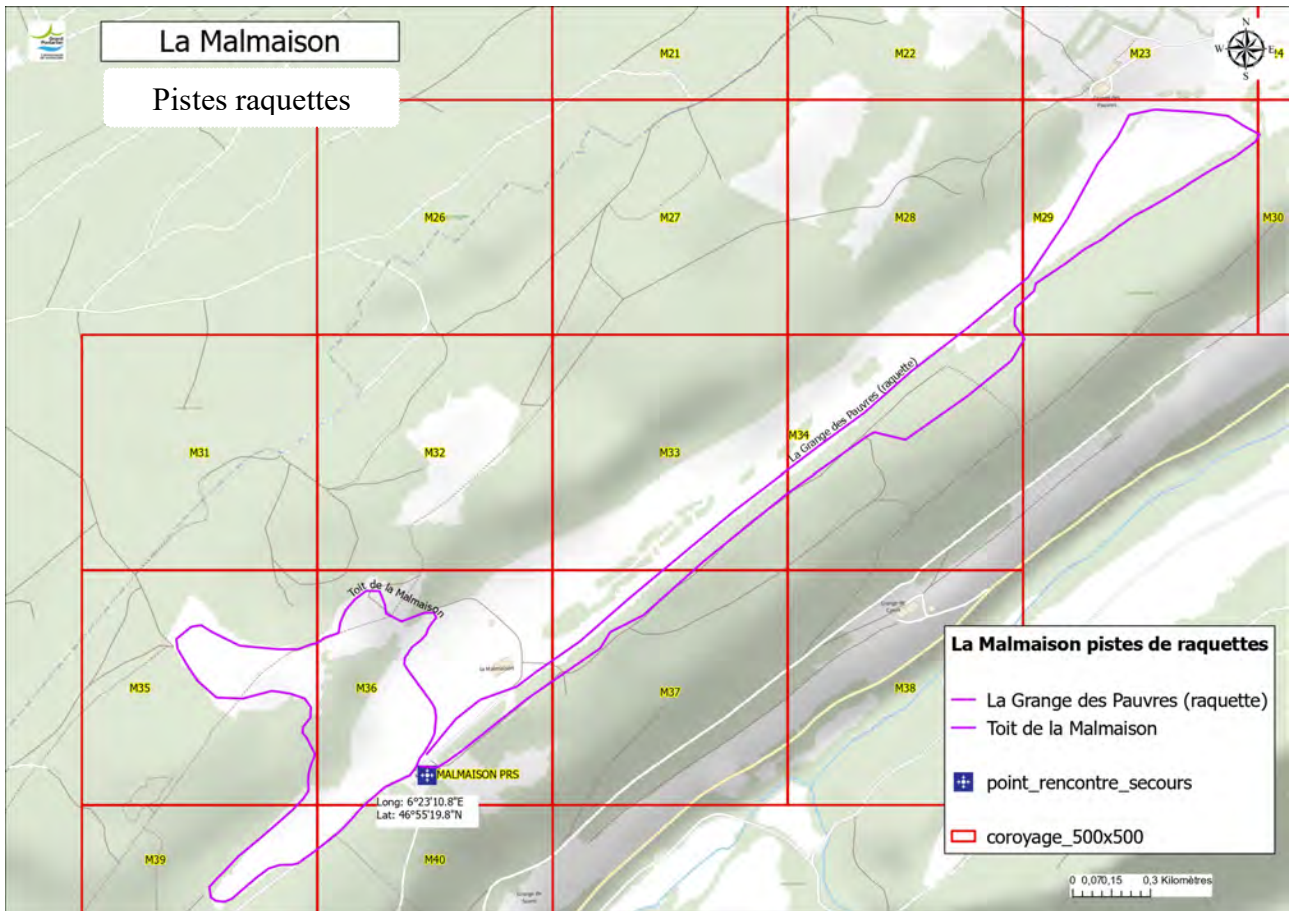 La Malmaison
Pistes raquettes
N
W
E
S
M21
M22
M23
M26
M27
M28
M29
M30
La Grange des Pauvres (raquette)
M31
M32
M33
M34
Toit de la Malmaison
La Malmaison
M35
M36
M37
M38
MALMAISON PRS
Long: 6°23'10.8"E
Lat: 46°55'19.8"N
M39
M40
La Malmaison pistes de raquettes
La Grange des Pauvres (raquette)
Toit de la Malmaison
point_rencontre_secours
coroyage_500x500
0 0,070,15 0,3 Kilomètres